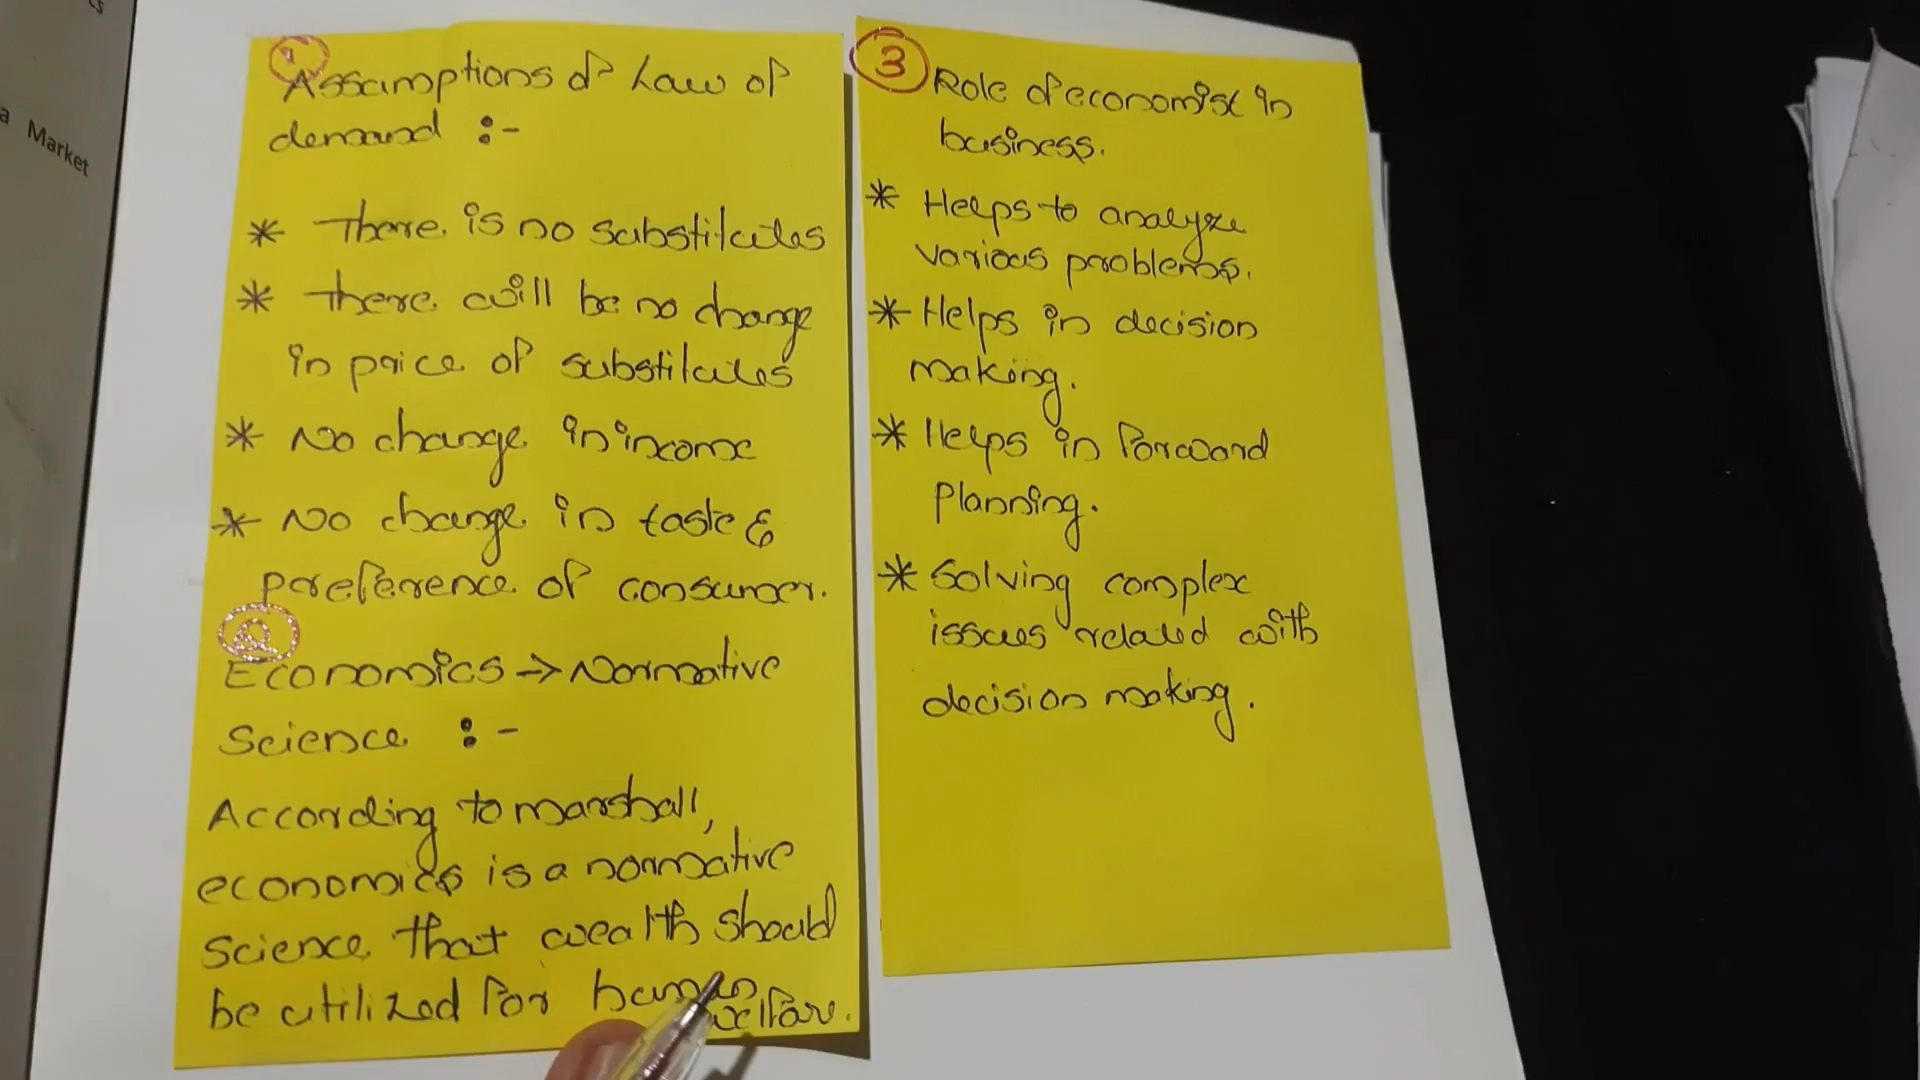 a Market
1
Assumptions of Law of
demand :-
* There is no substitutes
* There will be no change
in price of substitutes
* No change in income
* No change in taste &
preference of consumer.
2
Economics → Normative
Science :-
According to marshall,
economics is a normative
science that wealth should
be utilized for human
welfare.
3
Role of economist in
business.
* Helps to analyze
various problems.
* Helps in decision
making.
* Helps in forward
planning.
* Solving complex
issues related with
decision making.